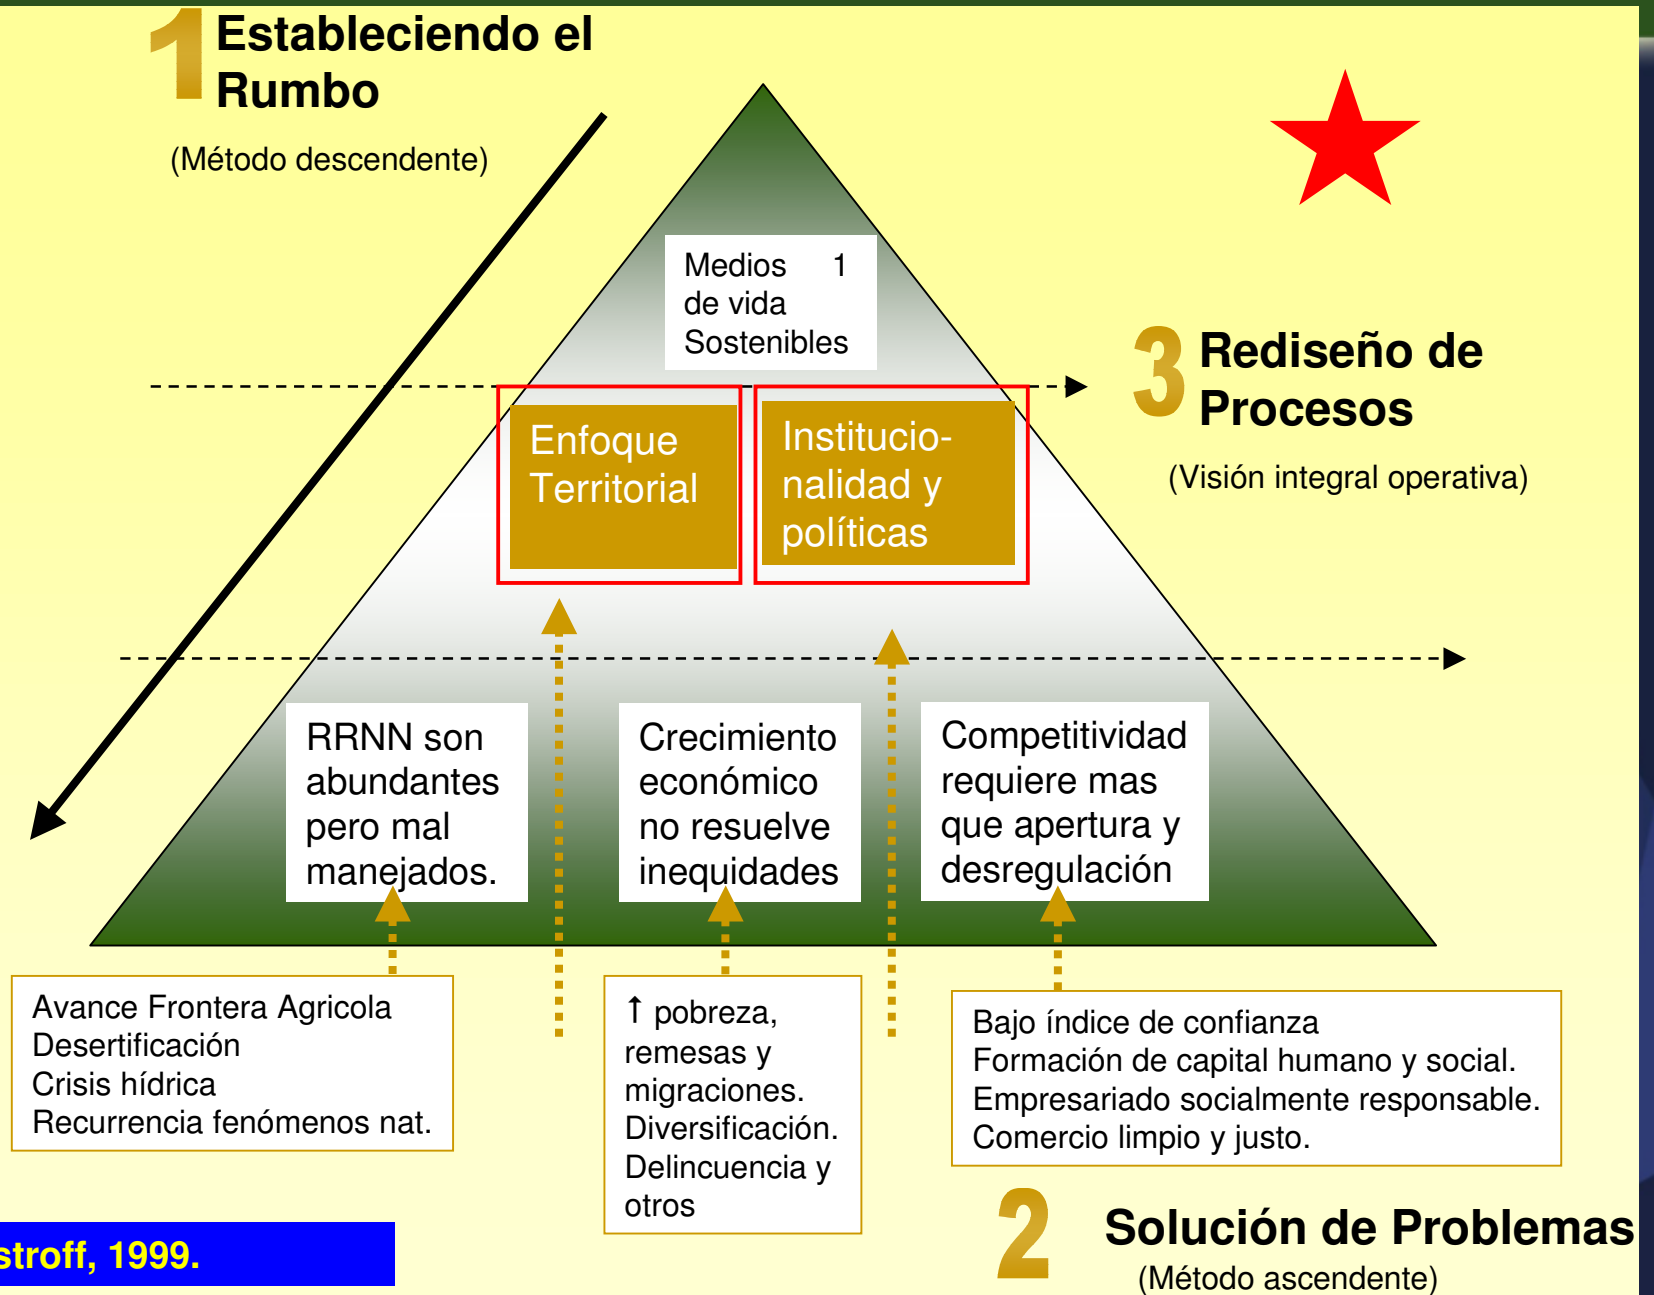 1 Estableciendo el
Rumbo
(Método descendente)
Medios 1
de vida
Sostenibles
3 Rediseño de
Procesos
(Visión integral operativa)
Enfoque
Territorial
Institucio-
nalidad y
políticas
RRNN son
abundantes
pero mal
manejados.
Crecimiento
económico
no resuelve
inequidades
Competitividad
requiere mas
que apertura y
desregulación
Avance Frontera Agricola
Desertificación
Crisis hídrica
Recurrencia fenómenos nat.
↑ pobreza,
remesas y
migraciones.
Diversificación.
Delincuencia y
otros
Bajo índice de confianza
Formación de capital humano y social.
Empresariado socialmente responsable.
Comercio limpio y justo.
2 Solución de Problemas
(Método ascendente)
stroff, 1999.